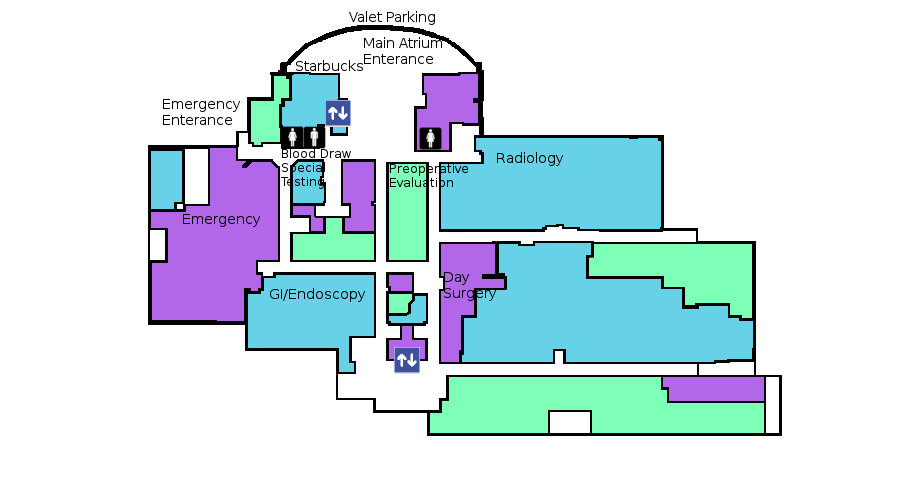 Valet Parking
Main Atrium
Enterance
Starbucks
Emergency
Enterance
Blood Draw
Special
Testing
Preoperative
Evaluation
Radiology
Emergency
GI/Endoscopy
Day
Surgery